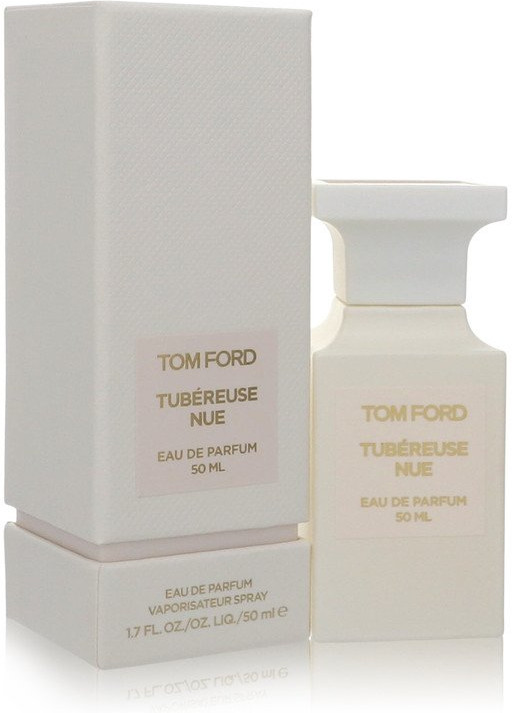 TOM FORD
TUBÉREUSE
NUE
EAU DE PARFUM
50 ML
EAU DE PARFUM
VAPORISATEUR SPRAY
1.7 FL. OZ./OZ. LIQ./50 ml e
TOM FORD
TUBÉREUSE
NUE
EAU DE PARFUM
50 ML